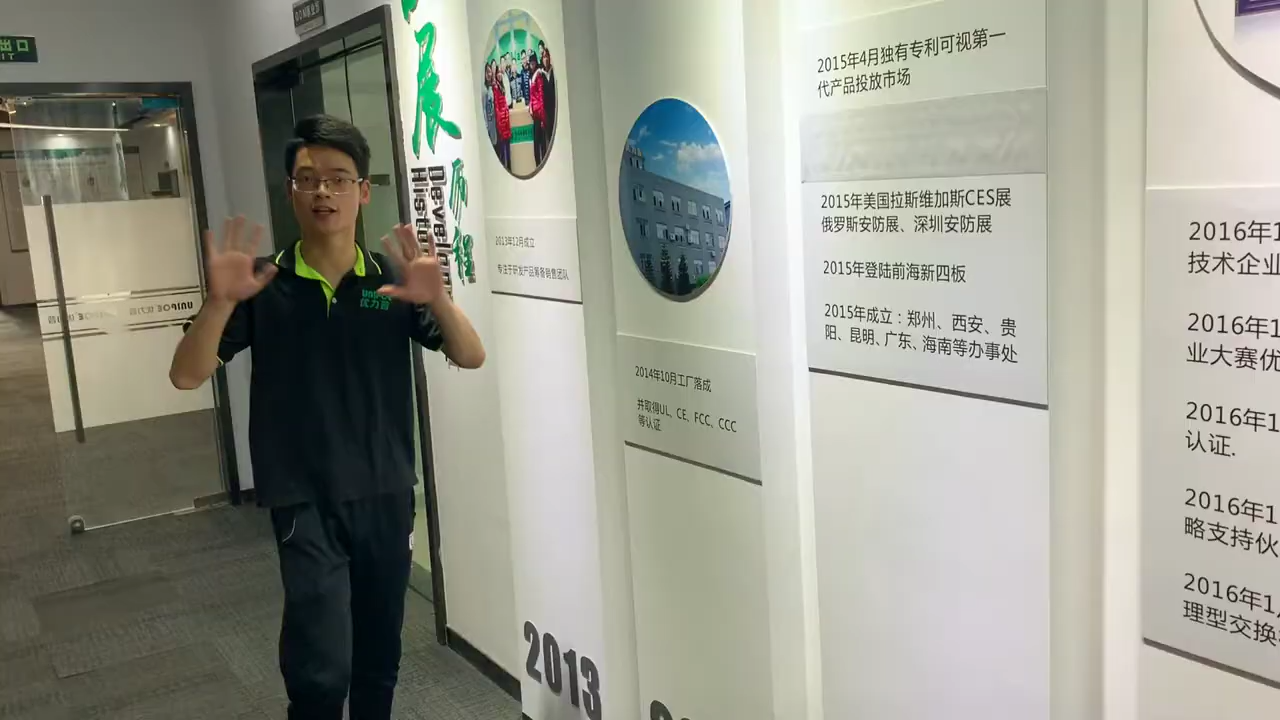 出口
展
历程
Development
UNIPOE
优力普
UNIPOE 优力普
2013年12月成立
专注于研发产品筹备销售团队
2013
2014年10月工厂落成
并取得UL、CE、FCC、CCC
等认证
2015年4月独有专利可视第一
代产品投放市场
2015年美国拉斯维加斯CES展
俄罗斯安防展、深圳安防展
2015年登陆前海新四板
2015年成立：郑州、西安、贵
阳、昆明、广东、海南等办事处
2016年1
技术企业
2016年1
业大赛优
2016年1
认证.
2016年1
略支持伙
2016年1
理型交换